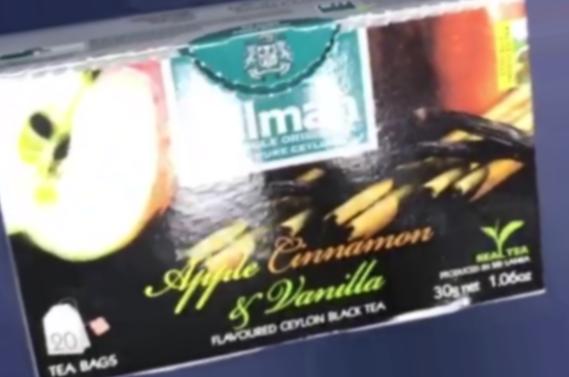 Apple Cinnamon
& Vanilla
FLAVOURED CEYLON BLACK TEA
20
TEA BAGS
REAL TEA
PRODUCED IN SRI LANKA
30g NET 1.06oz